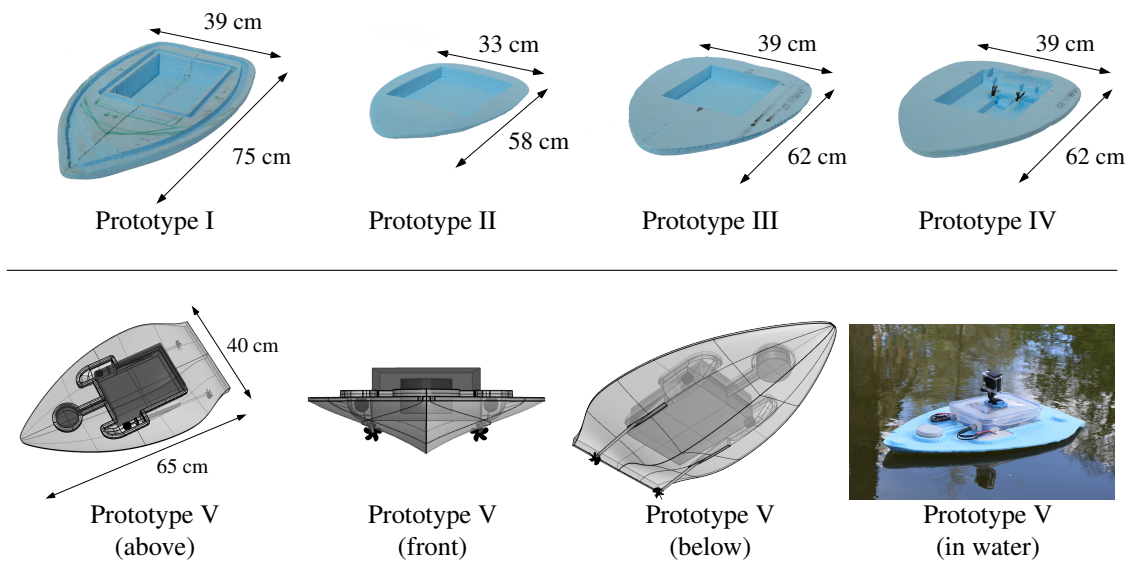 39 cm
75 cm
Prototype I
33 cm
58 cm
Prototype II
39 cm
62 cm
Prototype III
39 cm
62 cm
Prototype IV
40 cm
65 cm
Prototype V
(above)
Prototype V
(front)
Prototype V
(below)
Prototype V
(in water)